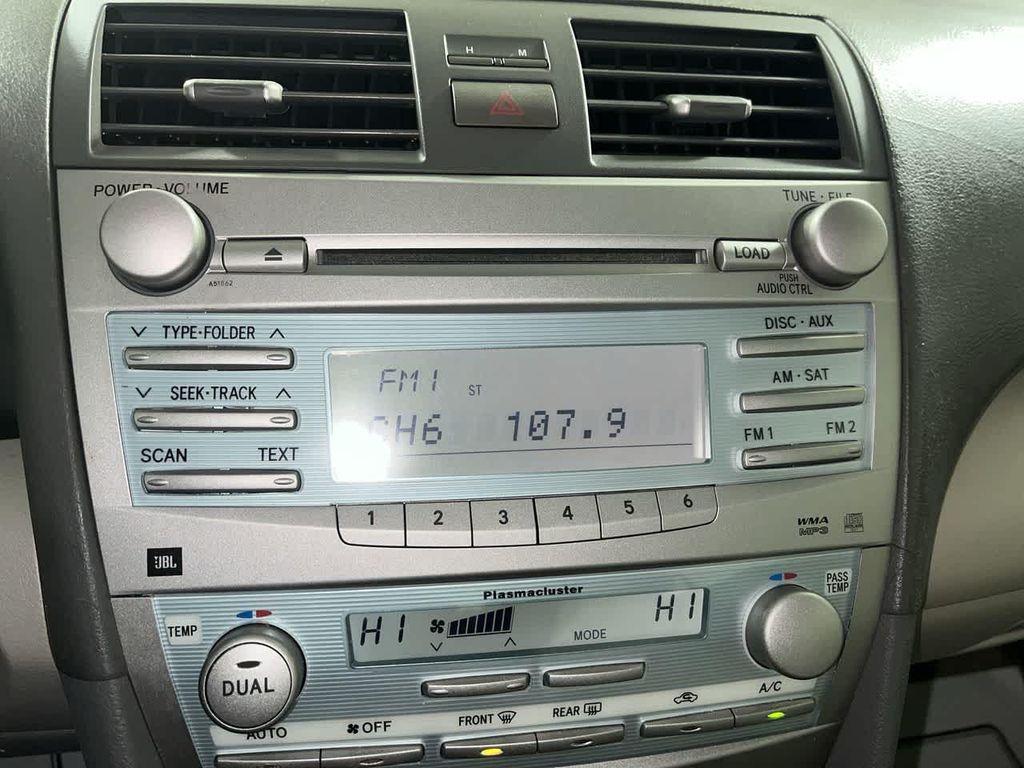 H M
POWER·VOLUME
TUNE·FILE
LOAD
PUSH
AUDIO CTRL
A51862
TYPE·FOLDER
SEEK·TRACK
SCAN TEXT
FM1 ST
CH6 107.9
DISC·AUX
AM·SAT
FM1 FM2
1 2 3 4 5 6
WMA
MP3
JBL
Plasmacluster
TEMP
HI HI
MODE
PASS
TEMP
DUAL
AUTO
OFF
FRONT
REAR
A/C